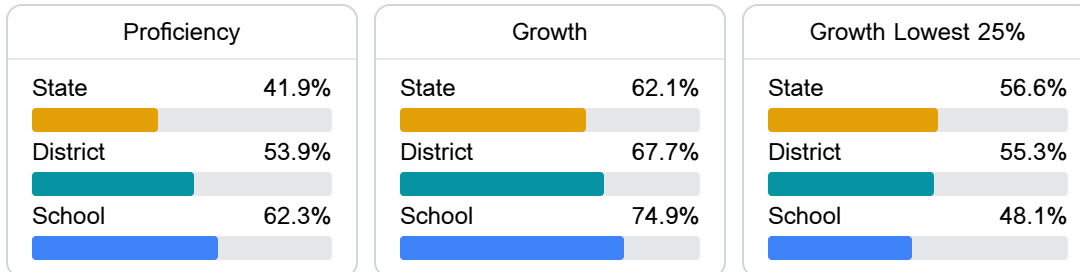 Proficiency
State 41.9%
District 53.9%
School 62.3%
Growth
State 62.1%
District 67.7%
School 74.9%
Growth Lowest 25%
State 56.6%
District 55.3%
School 48.1%